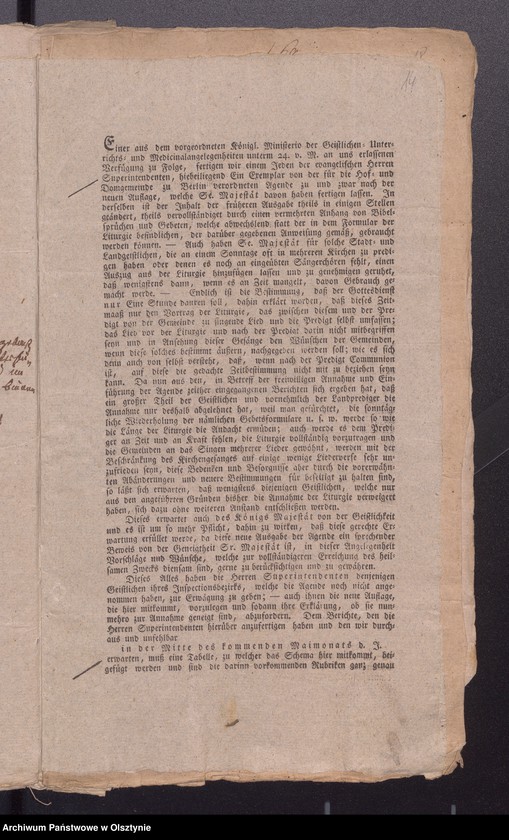 14
Einer aus dem vorgeordneten Königl. Ministerio der Geistlichen- Unter-
richts- und Medicinalangelegenheiten unterm 24. v. M. an uns erlassenen
Verfügung zu Folge, fertigen wir einem Jeden der evangelischen Herren
Superintendenten, hiebeiliegend Ein Exemplar von der für die Hof- und
Domgemeinde zu Berlin verordneten Agende zu und zwar nach der
neuen Auflage, welche Se. Majestät davon haben fertigen lassen. In
derselben ist der Inhalt der früheren Ausgabe theils in einigen Stellen
geändert, theils vervollständiget durch einen vermehrten Anhang von Bibel-
sprüchen und Gebeten, welche abwechselnd statt der in dem Formular der
Liturgie befindlichen, der darüber gegebenen Anweisung gemäß, gebraucht
werden können. — Auch haben Se. Majestät für solche Stadt- und
Landgeistlichen, die an einem Sonntage oft in mehreren Kirchen zu predi-
gen haben oder denen es noch an eingeübten Sängerchören fehlt, einen
Auszug aus der Liturgie hinzufügen lassen und zu genehmigen geruhet,
daß wenigstens dann, wenn es an Zeit mangelt, davon Gebrauch ge-
macht werde. — Endlich ist die Bestimmung, daß der Gottesdienst
nur Eine Stunde dauren soll, dahin erklärt worden, daß dieses Zeit-
maaß nur den Vortrag der Liturgie, das zwischen diesem und der Pre-
digt von der Gemeinde zu singende Lied und die Predigt selbst umfassen;
das Lied vor der Liturgie und nach der Predigt darin nicht mitbegriffen
seyn und in Ansehung dieser Gesänge den Wünschen der Gemeinden,
wenn diese solches bestimmt äußern, nachgegeben werden soll; wie es sich
denn auch von selbst versteht, daß, wenn nach der Predigt Communion
ist, auf diese die gedachte Zeitbestimmung nicht mit zu beziehen seyn
kann. Da nun aus den, in Betreff der freiwilligen Annahme und Ein-
führung der Agende zeither eingegangenen Berichten sich ergeben hat, daß
ein großer Theil der Geistlichen und vornehmlich der Landprediger die
Annahme nur deshalb abgelehnt hat, weil man gefürchtet, die sonntäg-
liche Wiederholung der nämlichen Gebetsformulare u. s. w. werde so wie
die Länge der Liturgie die Andacht ermüden; auch werde es dem Predi-
ger an Zeit und an Kraft fehlen, die Liturgie vollständig vorzutragen und
die Gemeinden an das Singen mehrerer Lieder gewöhnt, werden mit der
Beschränkung des Kirchengesanges auf einige wenige Liederverse sehr un-
zufrieden seyn, diese Bedenken und Besorgnisse aber durch die vorerwähn-
ten Abänderungen und neuere Bestimmungen für beseitigt zu halten sind,
so läßt sich erwarten, daß wenigstens diejenigen Geistlichen, welche nur
aus den angeführten Gründen bisher die Annahme der Liturgie verweigert
haben, sich dazu ohne weiteren Anstand entschließen werden.
Dieses erwartet auch des Königs Majestät von der Geistlichkeit
und es ist um so mehr Pflicht, dahin zu wirken, daß diese gerechte Er-
wartung erfüllet werde, da diese neue Ausgabe der Agende ein sprechender
Beweis von der Geneigtheit Sr. Majestät ist, in dieser Angelegenheit
Vorschläge und Wünsche, welche zur vollständigeren Erreichung des heil-
samen Zwecks diensam sind, gerne zu berücksichtigen und zu gewähren.
Dieses Alles haben die Herren Superintendenten denjenigen
Geistlichen ihres Inspectionsbezirks, welche die Agende noch nicht ange-
nommen haben, zur Erwägung zu geben; — auch ihnen die neue Auflage,
die hier mitkommt, vorzulegen und sodann ihre Erklärung, ob sie nun-
mehro zur Annahme geneigt sind, abzufordern. Dem Berichte, den die
Herren Superintendenten hierüber anzufertigen haben und den wir durch-
aus und unfehlbar
in der Mitte des kommenden Maimonats d. J.
erwarten, muß eine Tabelle, zu welcher das Schema hier mitkommt, bei-
gefügt werden und sind die darinn vorkommenden Rubriken ganz genau
Archiwum Państwowe w Olsztynie
Archiwum Państwowe w Olsztynie